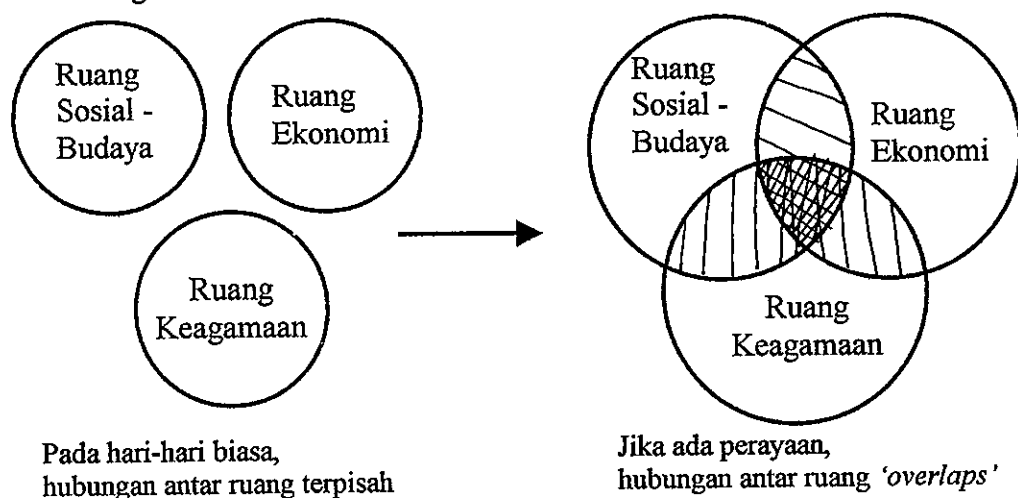 Ruang
Sosial -
Budaya
Ruang
Ekonomi
Ruang
Keagamaan
Pada hari-hari biasa,
hubungan antar ruang terpisah
Ruang
Sosial -
Budaya
Ruang
Ekonomi
Ruang
Keagamaan
Jika ada perayaan,
hubungan antar ruang 'overlaps'